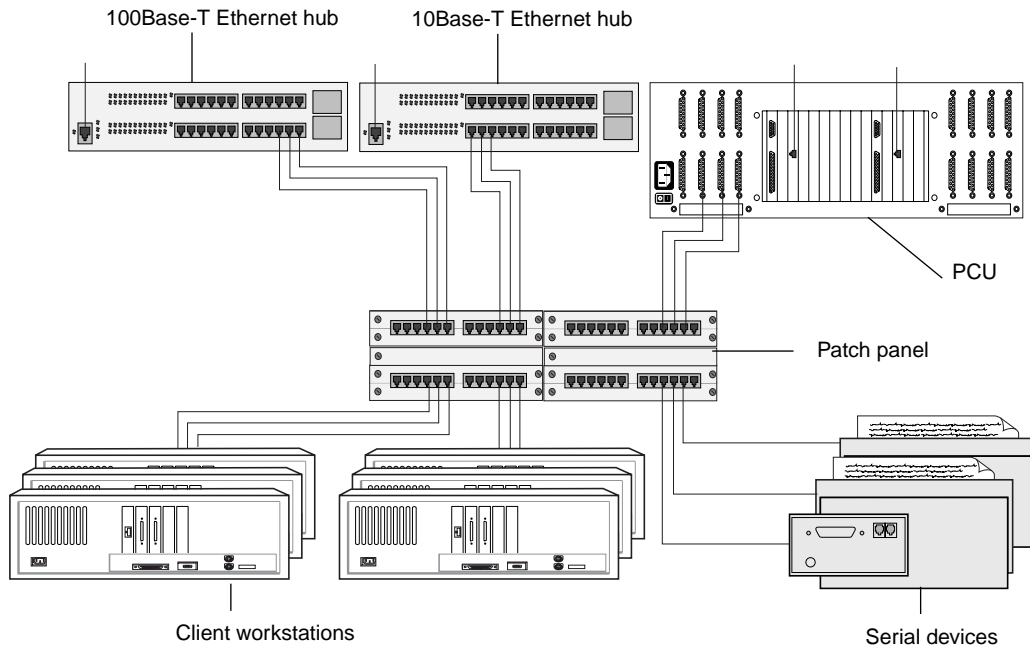 100Base-T Ethernet hub
10Base-T Ethernet hub
PCU
Patch panel
Client workstations
Serial devices